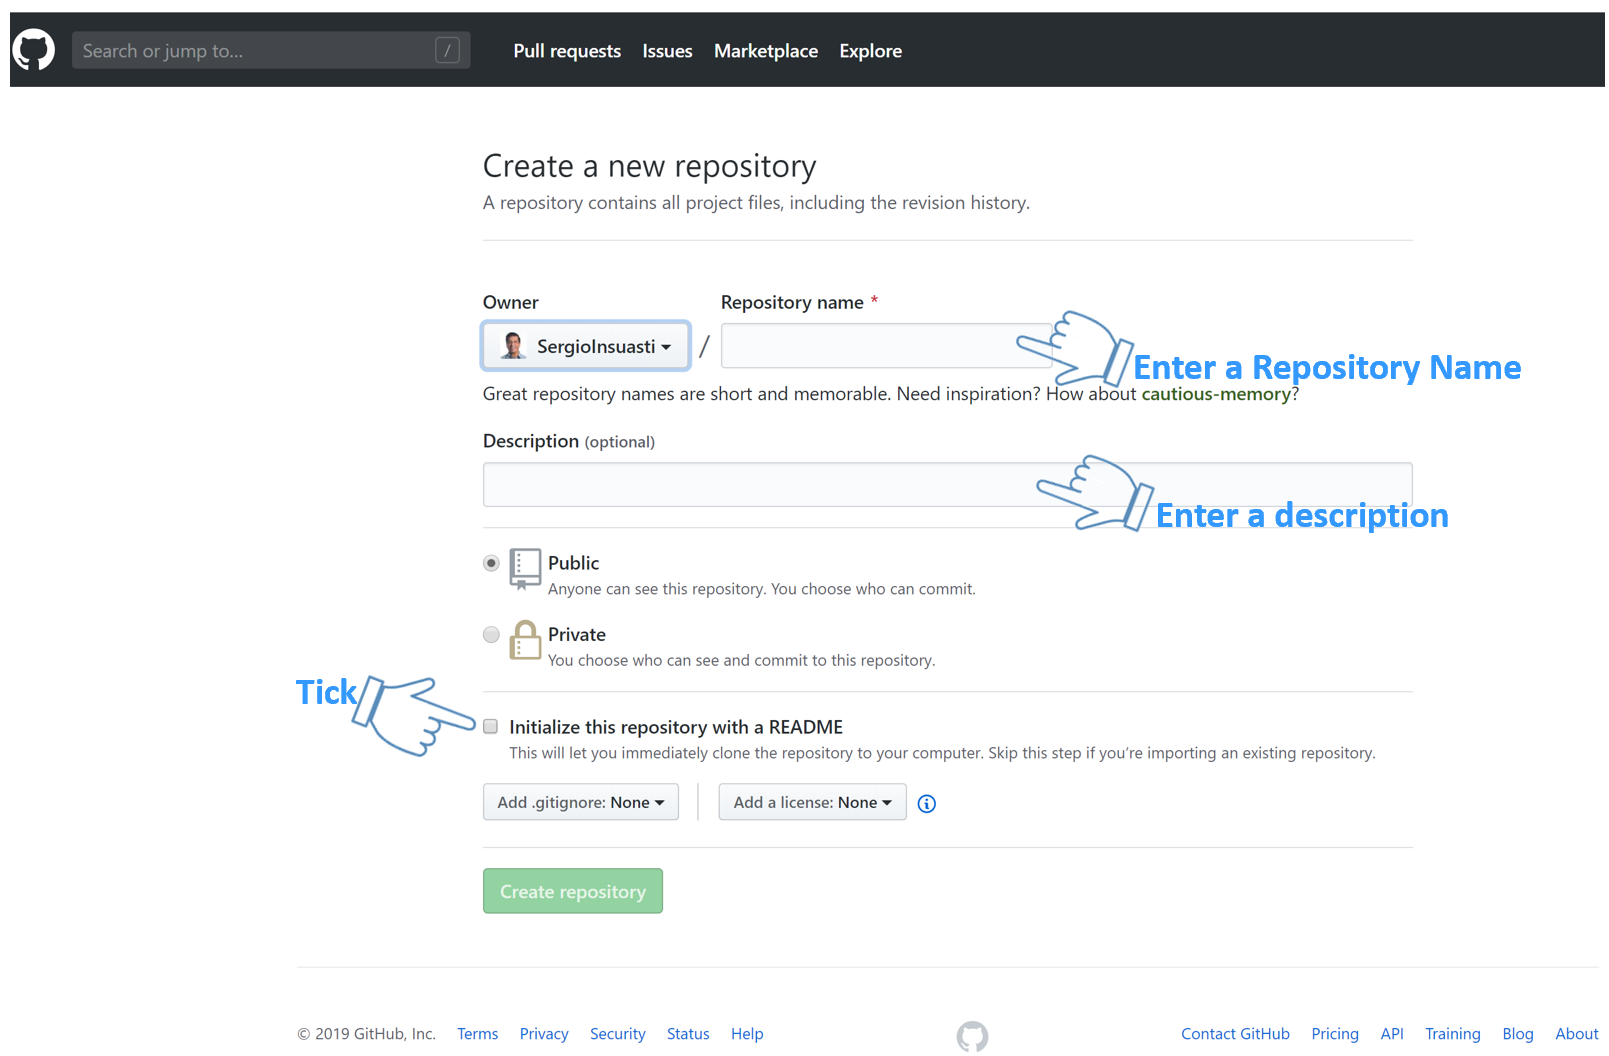 Search or jump to... /
Pull requests Issues Marketplace Explore
Create a new repository
A repository contains all project files, including the revision history.
Owner Repository name *
SergioInsuasti /
Enter a Repository Name
Great repository names are short and memorable. Need inspiration? How about cautious-memory?
Description (optional)
Enter a description
Public
Anyone can see this repository. You choose who can commit.
Private
You choose who can see and commit to this repository.
Tick
Initialize this repository with a README
This will let you immediately clone the repository to your computer. Skip this step if you’re importing an existing repository.
Add .gitignore: None Add a license: None
Create repository
© 2019 GitHub, Inc. Terms Privacy Security Status Help Contact GitHub Pricing API Training Blog About